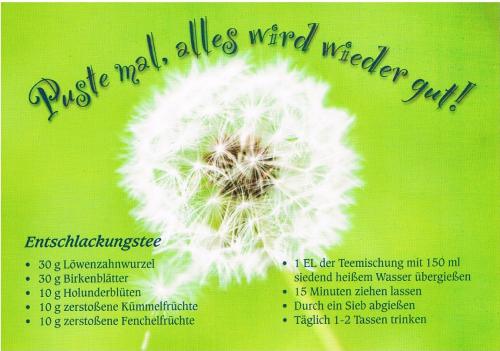 Puste mal, alles wird wieder gut!
Entschlackungstee
• 30 g Löwenzahnwurzel
• 30 g Birkenblätter
• 10 g Holunderblüten
• 10 g zerstoßene Kümmelfrüchte
• 10 g zerstoßene Fenchelfrüchte
• 1 EL der Teemischung mit 150 ml
siedend heißem Wasser übergießen
• 15 Minuten ziehen lassen
• Durch ein Sieb abgießen
• Täglich 1-2 Tassen trinken